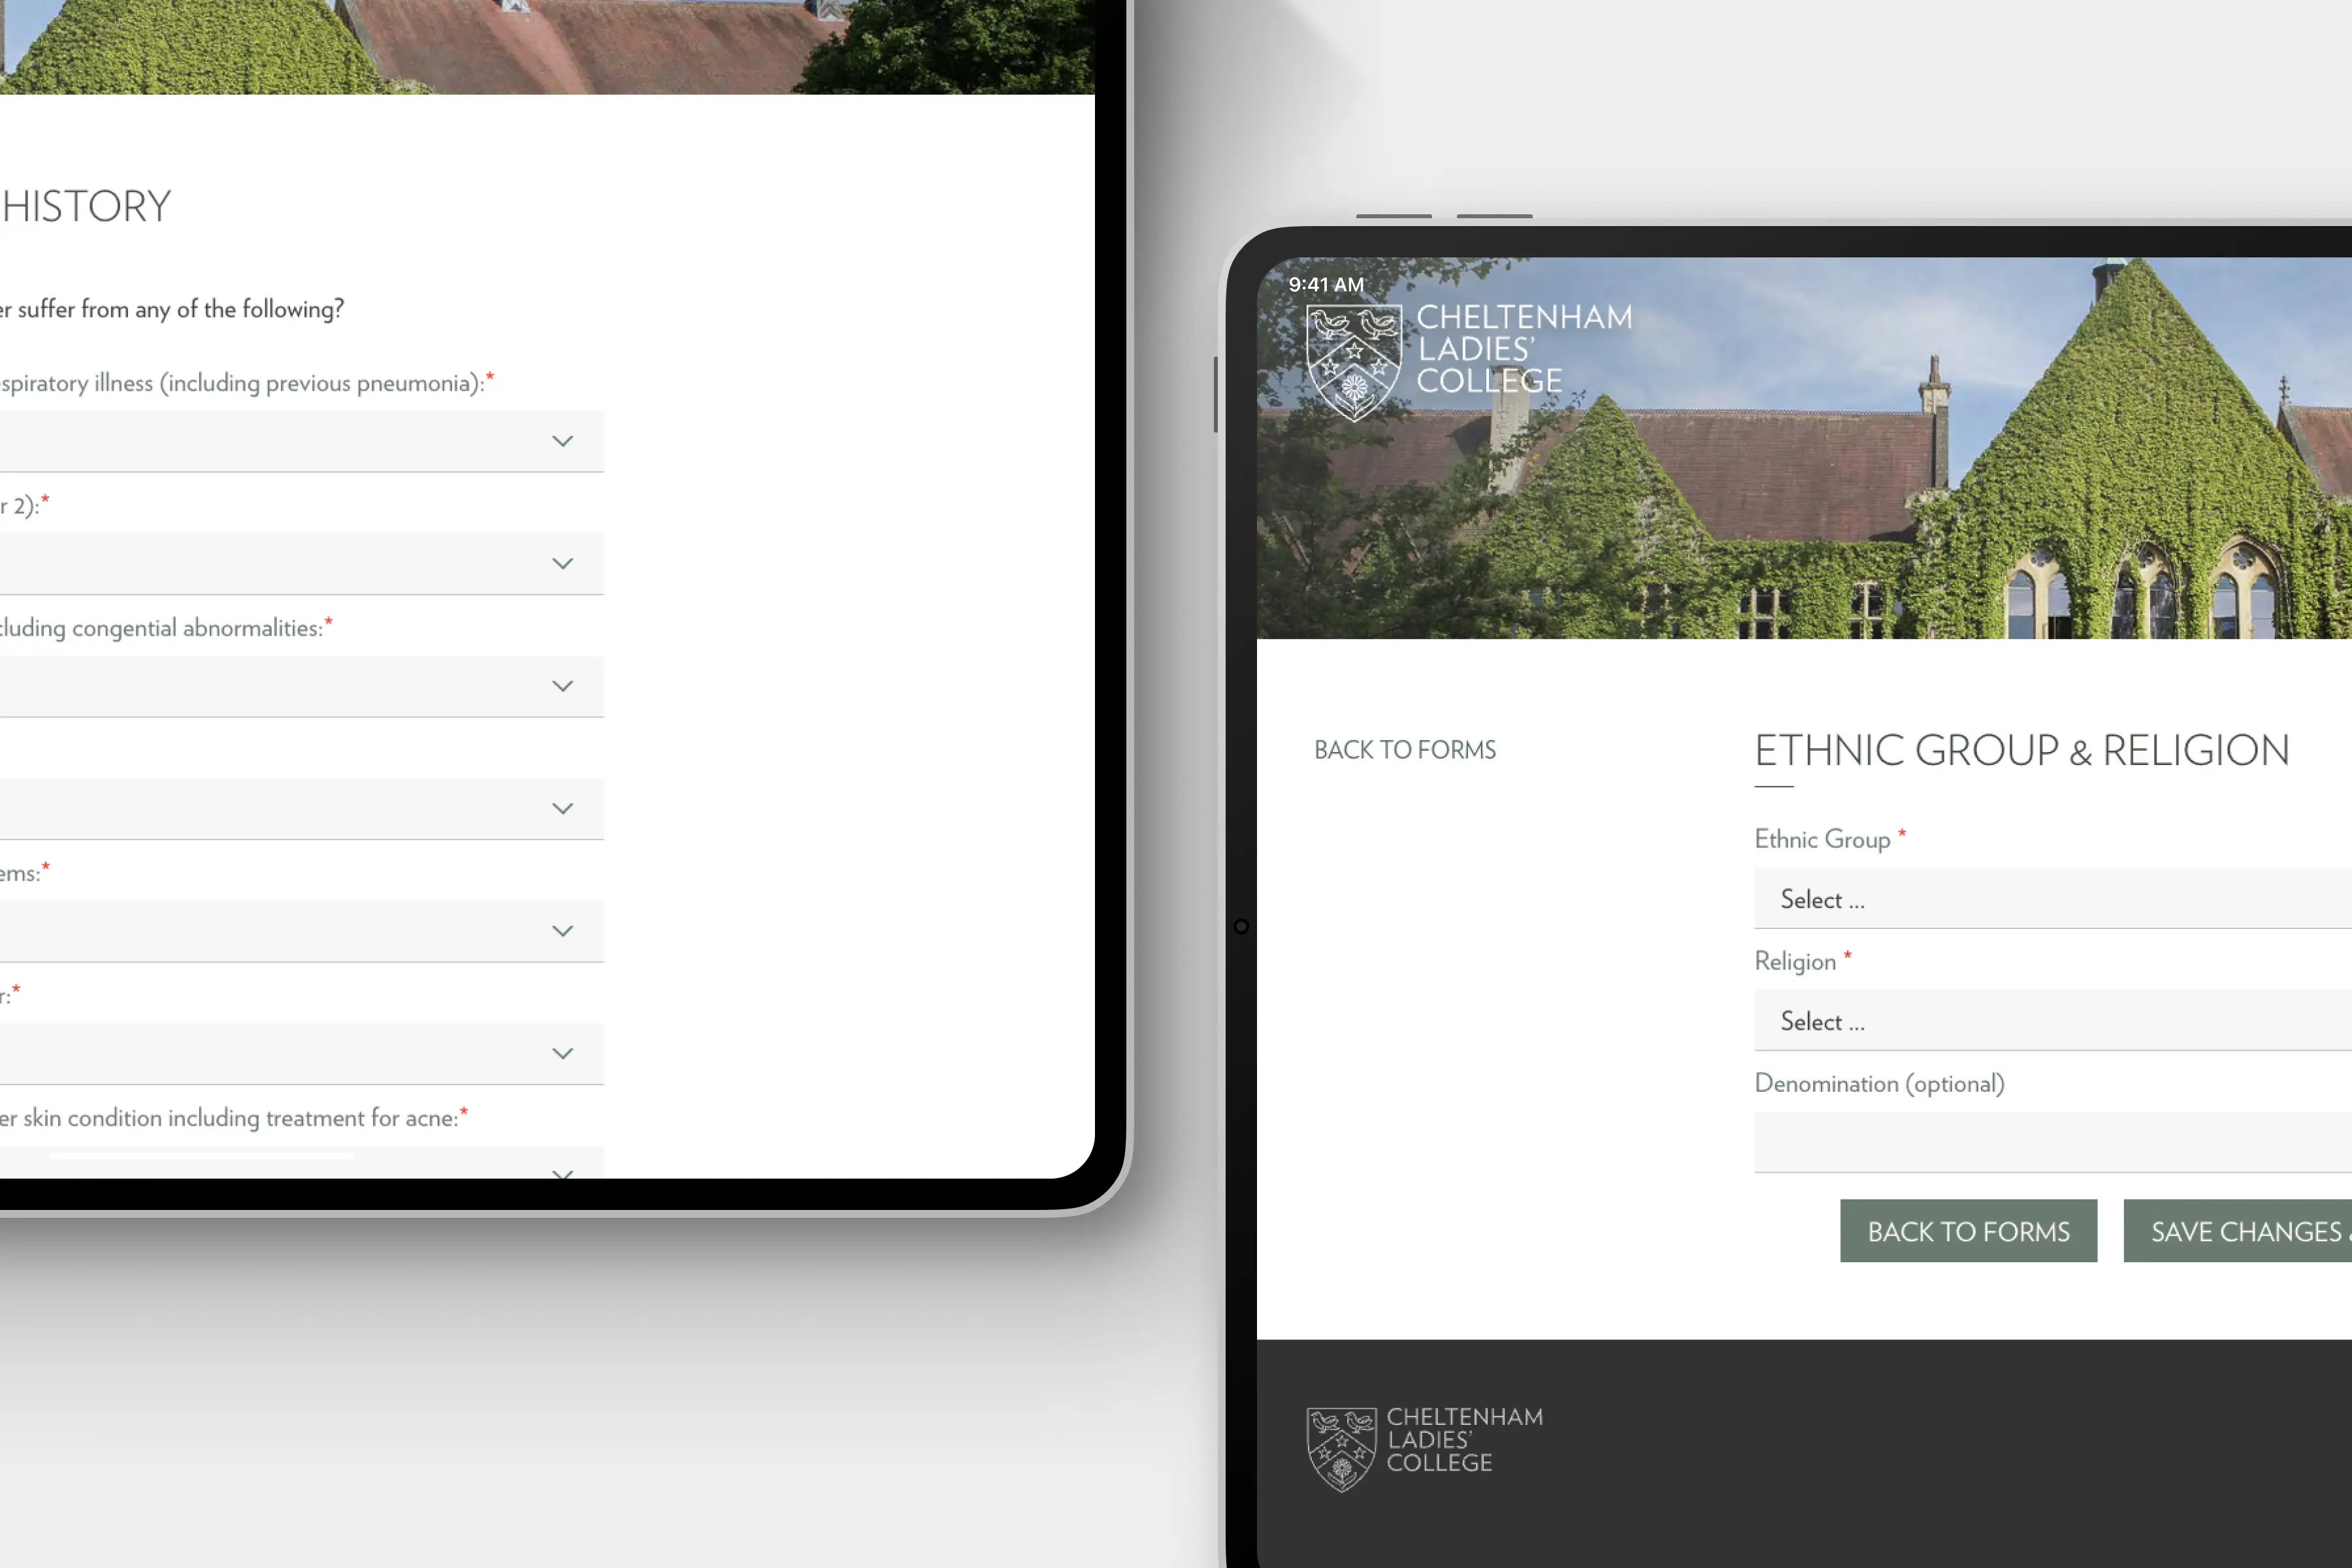 HISTORY
er suffer from any of the following?
spiratory illness (including previous pneumonia):*
r 2):*
cluding congential abnormalities:*
ems:*
r:*
er skin condition including treatment for acne:*
9:41 AM
CHELTENHAM
LADIES'
COLLEGE
BACK TO FORMS
ETHNIC GROUP & RELIGION
Ethnic Group *
Select ...
Religion *
Select ...
Denomination (optional)
BACK TO FORMS
SAVE CHANGES
CHELTENHAM
LADIES'
COLLEGE